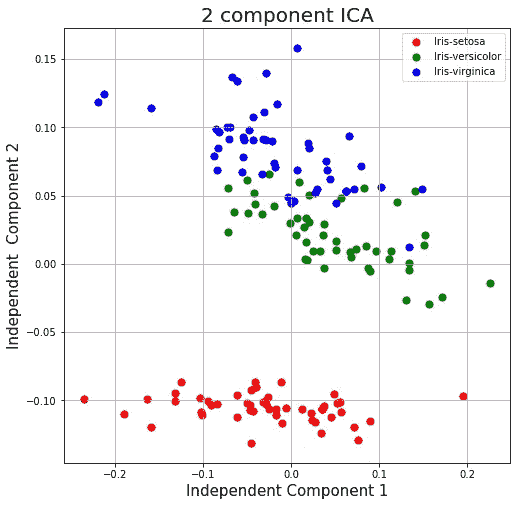 2 component ICA
Iris-setosa
Iris-versicolor
Iris-virginica
0.15
0.10
0.05
0.00
−0.05
−0.10
Independent  Component 2
−0.2
−0.1
0.0
0.1
0.2
Independent Component 1